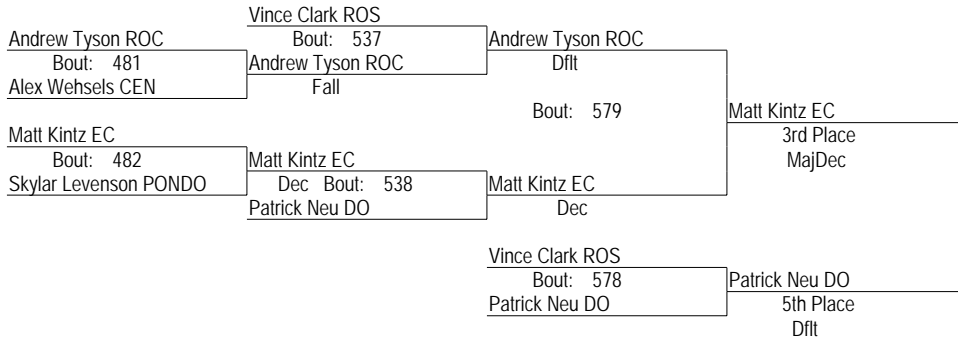 Vince Clark ROS
Andrew Tyson ROC
Bout: 537
Andrew Tyson ROC
Bout: 481
Andrew Tyson ROC
Dflt
Alex Wehsels CEN
Fall
Bout: 579
Matt Kintz EC
Matt Kintz EC
3rd Place
Bout: 482
Matt Kintz EC
MajDec
Skylar Levenson PONDO
Dec Bout: 538
Matt Kintz EC
Patrick Neu DO
Dec
Vince Clark ROS
Bout: 578
Patrick Neu DO
Patrick Neu DO
5th Place
Dflt